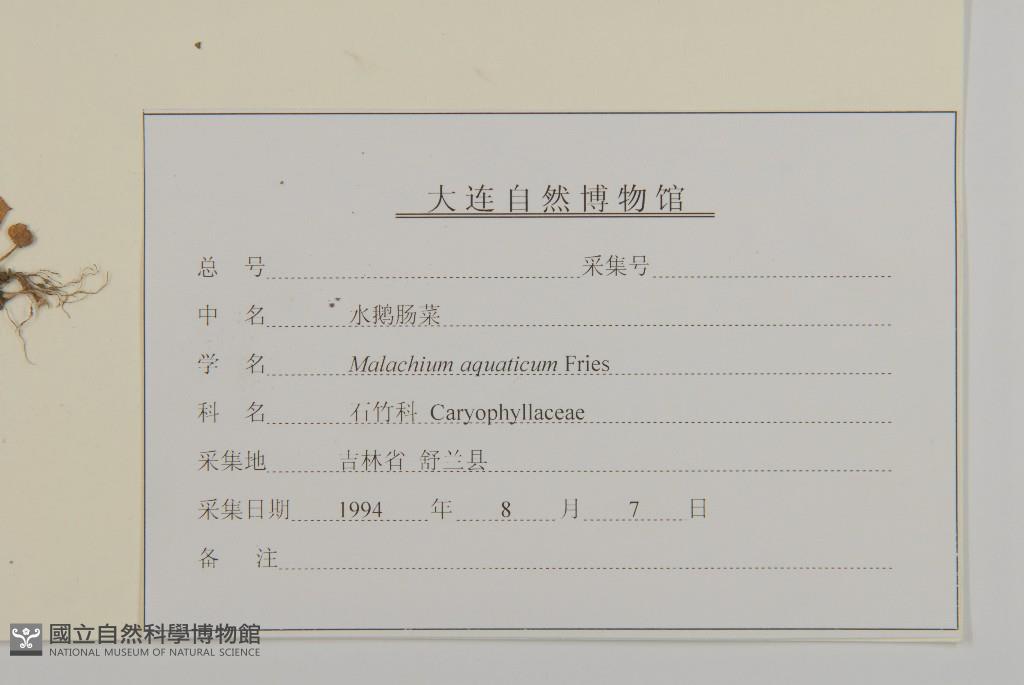 大连自然博物馆
总 号 采集号
中 名 水鹅肠菜
学 名 Malachium aquaticum Fries
科 名 石竹科 Caryophyllaceae
采集地 吉林省 舒兰县
采集日期 1994 年 8 月 7 日
备 注
國立自然科學博物館
NATIONAL MUSEUM OF NATURAL SCIENCE